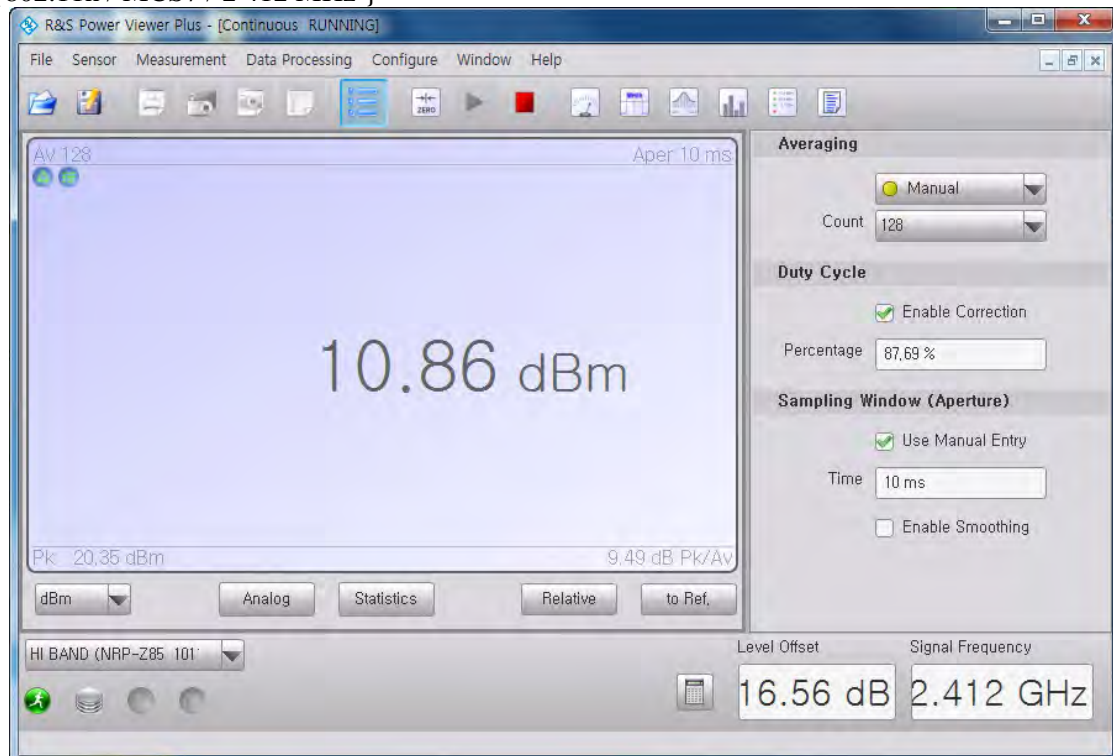 R&S Power Viewer Plus - [Continuous RUNNING]
File Sensor Measurement Data Processing Configure Window Help
ZERO
Av 128 Aper 10 ms
10.86 dBm
Pk 20,35 dBm 9.49 dB Pk/Av
Averaging
Manual
Count 128
Duty Cycle
Enable Correction
Percentage 87,69 %
Sampling Window (Aperture)
Use Manual Entry
Time 10 ms
Enable Smoothing
dBm Analog Statistics Relative to Ref,
HI BAND (NRP-Z85 101
Level Offset Signal Frequency
16.56 dB 2.412 GHz